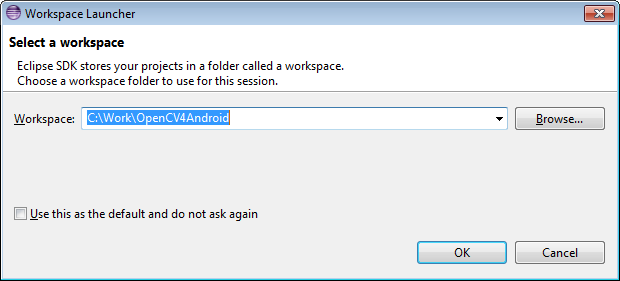 Workspace Launcher
Select a workspace
Eclipse SDK stores your projects in a folder called a workspace.
Choose a workspace folder to use for this session.
Workspace: C:\Work\OpenCV4Android Browse...
Use this as the default and do not ask again
OK Cancel